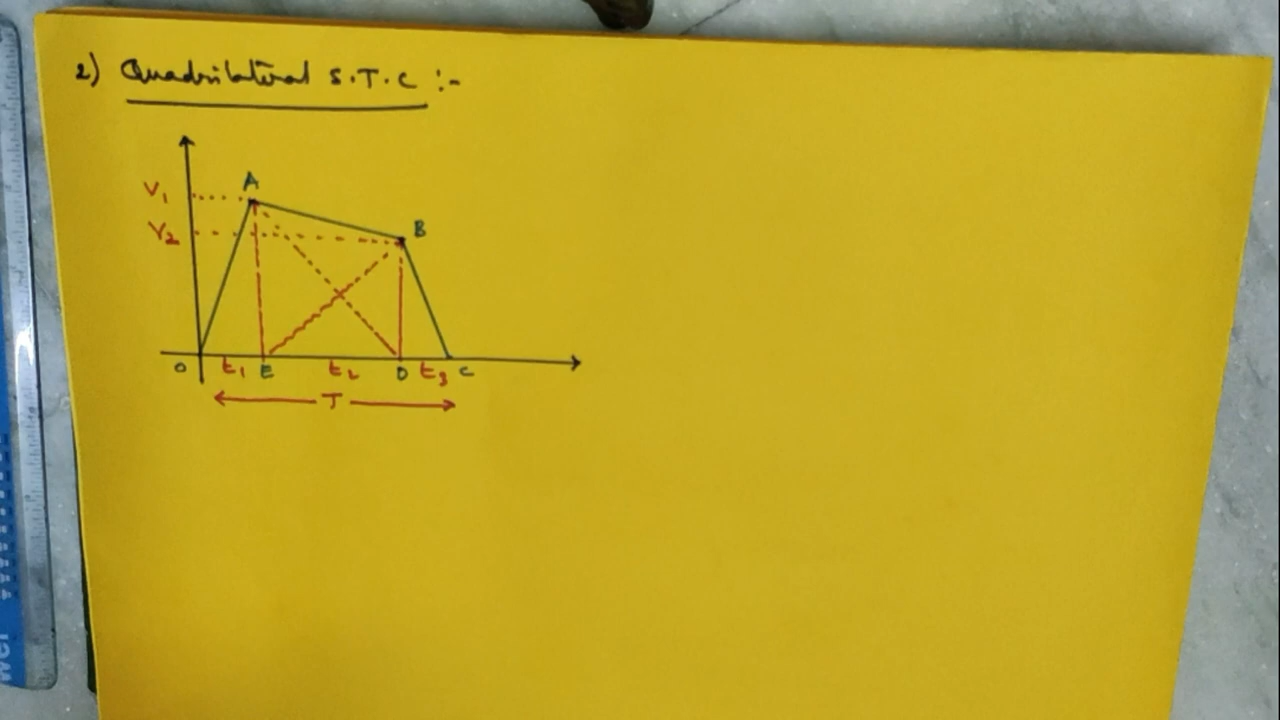 2) Quadrilateral S.T.C :-
A
V1
V2
B
O t1 E t2 D t3 C
T